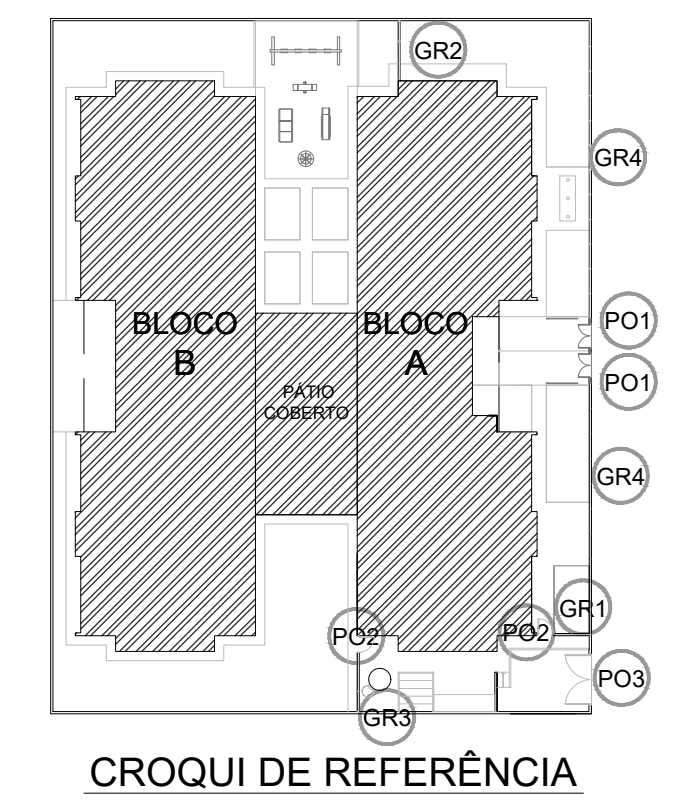 GR2
GR4
BLOCO
B
BLOCO
A
PO1
PÁTIO
COBERTO
PO1
GR4
GR1
PO2
PO2
PO3
GR3
CROQUI DE REFERÊNCIA